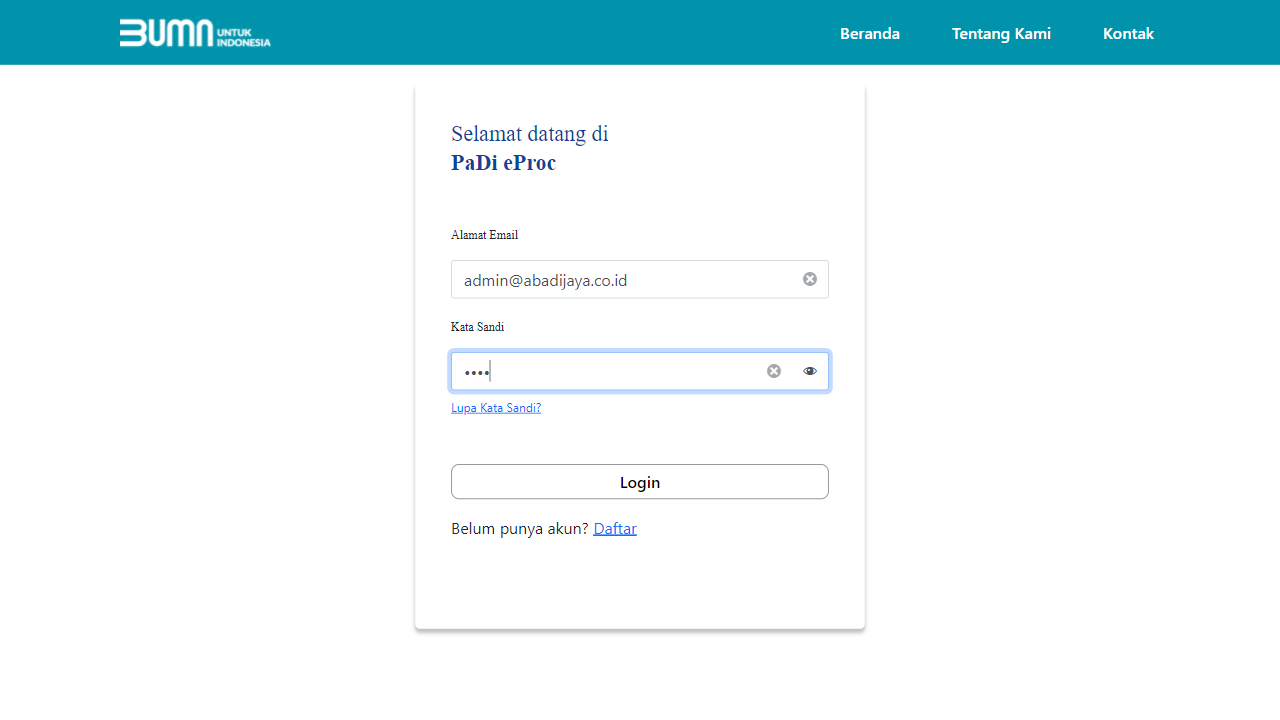 BUMN UNTUK
INDONESIA
Beranda
Tentang Kami
Kontak
Selamat datang di
PaDi eProc
Alamat Email
admin@abadijaya.co.id
Kata Sandi
••••
Lupa Kata Sandi?
Login
Belum punya akun? Daftar